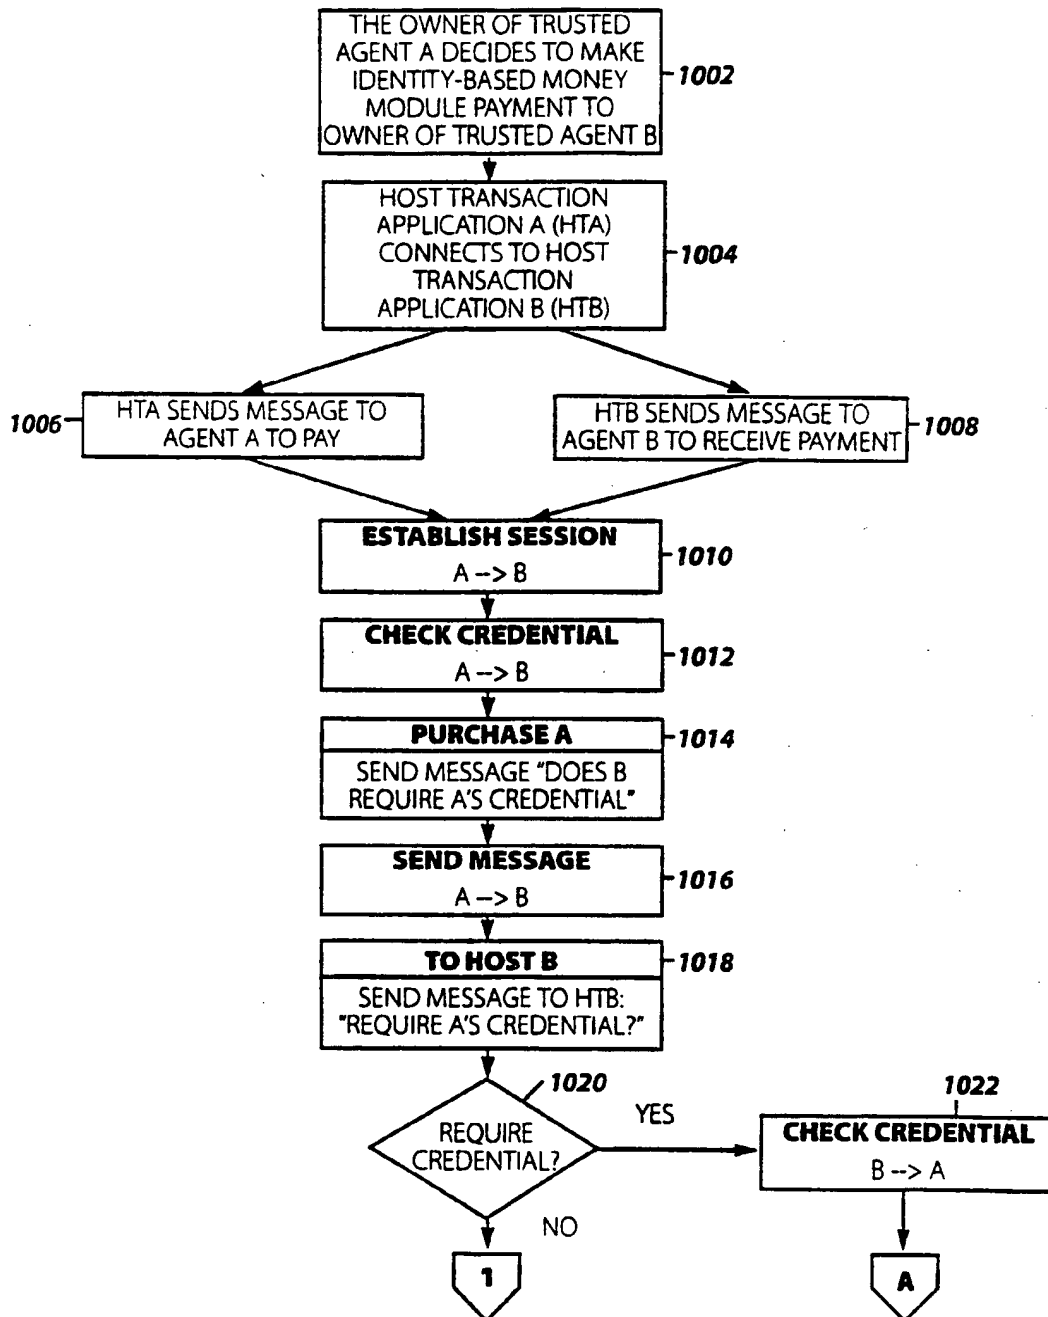 THE OWNER OF TRUSTED
AGENT A DECIDES TO MAKE
IDENTITY-BASED MONEY
MODULE PAYMENT TO
OWNER OF TRUSTED AGENT B
1002
HOST TRANSACTION
APPLICATION A (HTA)
CONNECTS TO HOST
TRANSACTION
APPLICATION B (HTB)
1004
1006
HTA SENDS MESSAGE TO
AGENT A TO PAY
HTB SENDS MESSAGE TO
AGENT B TO RECEIVE PAYMENT
1008
ESTABLISH SESSION
A --> B
1010
CHECK CREDENTIAL
A --> B
1012
PURCHASE A
1014
SEND MESSAGE "DOES B
REQUIRE A'S CREDENTIAL"
SEND MESSAGE
A --> B
1016
TO HOST B
1018
SEND MESSAGE TO HTB:
"REQUIRE A'S CREDENTIAL?"
1020
REQUIRE
CREDENTIAL?
YES
1022
CHECK CREDENTIAL
B --> A
NO
1
A